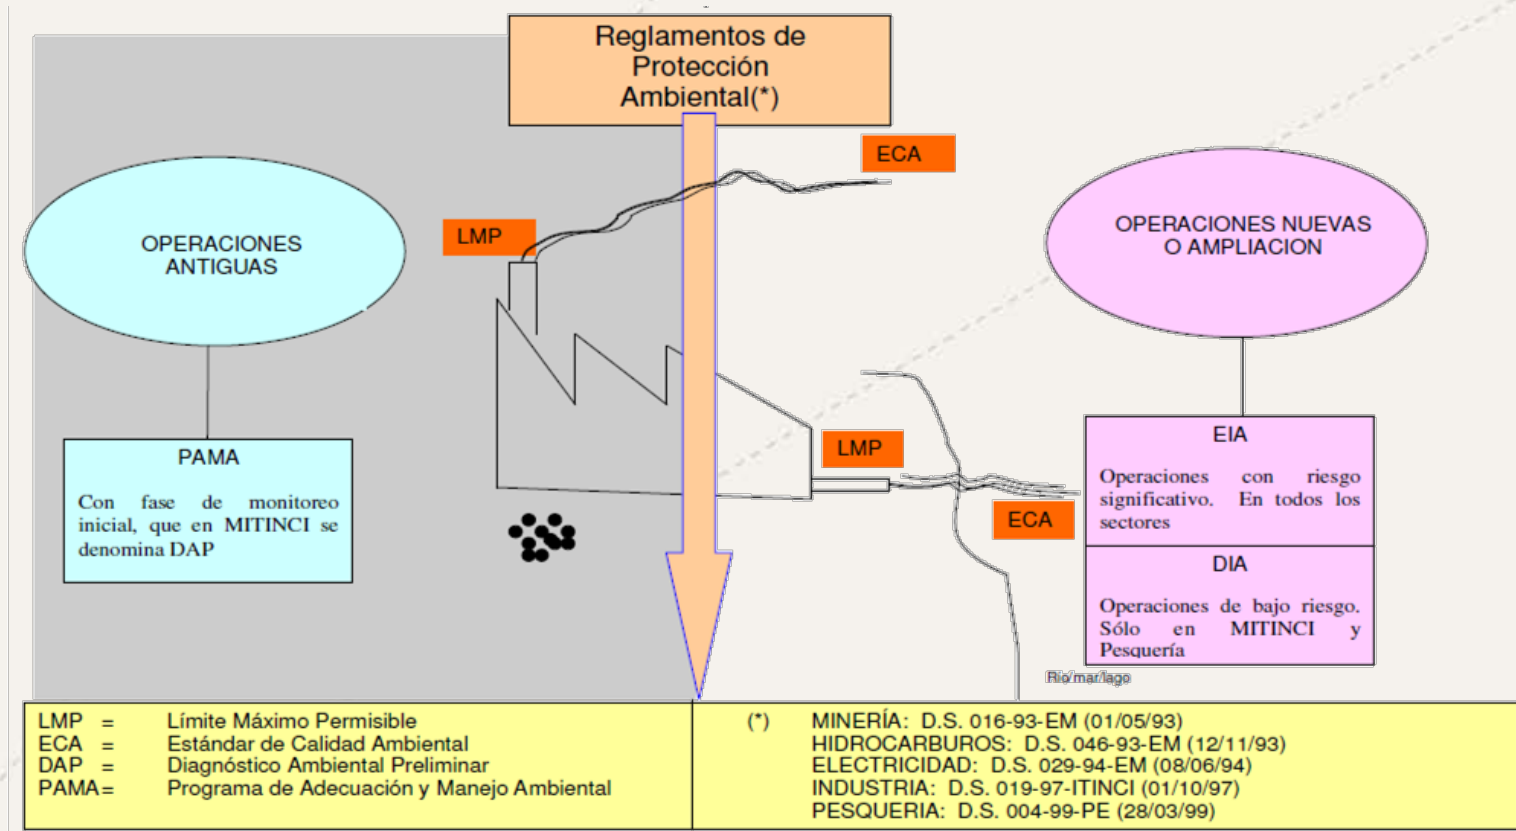 Reglamentos de
Protección
Ambiental(*)
ECA
LMP
OPERACIONES
ANTIGUAS
OPERACIONES NUEVAS
O AMPLIACION
PAMA
Con fase de monitoreo
inicial, que en MITINCI se
denomina DAP
LMP
ECA
EIA
Operaciones con riesgo
significativo. En todos los
sectores
DIA
Operaciones de bajo riesgo.
Sólo en MITINCI y
Pesquería
Rio/mar/lago
LMP = Límite Máximo Permisible
ECA = Estándar de Calidad Ambiental
DAP = Diagnóstico Ambiental Preliminar
PAMA= Programa de Adecuación y Manejo Ambiental
(*) MINERÍA: D.S. 016-93-EM (01/05/93)
HIDROCARBUROS: D.S. 046-93-EM (12/11/93)
ELECTRICIDAD: D.S. 029-94-EM (08/06/94)
INDUSTRIA: D.S. 019-97-ITINCI (01/10/97)
PESQUERIA: D.S. 004-99-PE (28/03/99)